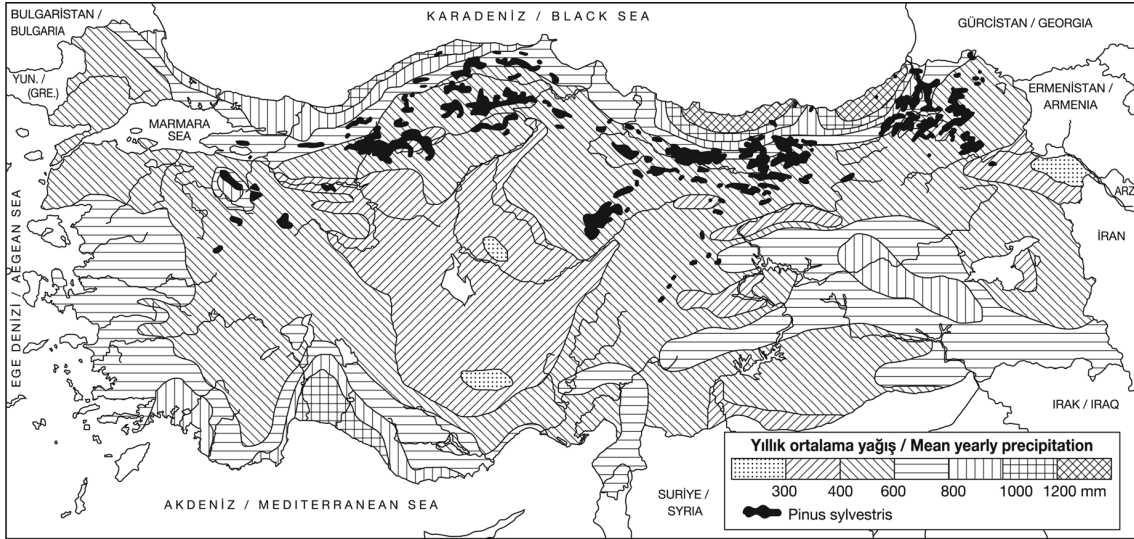 BULGARİSTAN /
BULGARIA
KARADENİZ / BLACK SEA
GÜRCİSTAN / GEORGIA
YUN. /
(GRE.)
ERMENİSTAN /
ARMENIA
MARMARA
SEA
ARZ
İRAN
EGE DENİZİ / AEGEAN SEA
IRAK / IRAQ
AKDENİZ / MEDITERRANEAN SEA
SURİYE /
SYRIA
Yıllık ortalama yağış / Mean yearly precipitation
300 400 600 800 1000 1200 mm
Pinus sylvestris